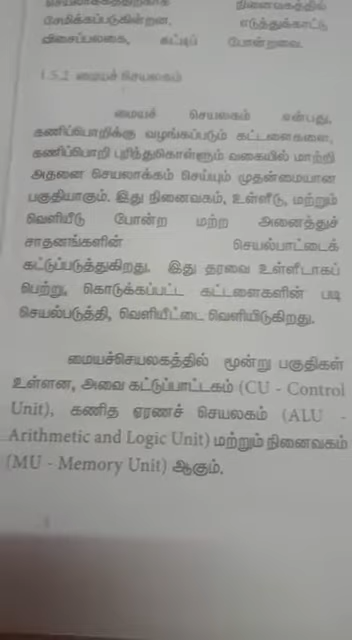 செயலாக்கத்திற்காக நினைவகத்தில்
சேமிக்கப்படுகின்றன. எடுத்துக்காட்டு
விசைப்பலகை, சுட்டிப் போன்றவை.
1.5.2 மையச் செயலகம்
மையச் செயலகம் என்பது,
கணிப்பொறிக்கு வழங்கப்படும் கட்டளைகளை,
கணிப்பொறி புரிந்துகொள்ளும் வகையில் மாற்றி
அதனை செயலாக்கம் செய்யும் முதன்மையான
பகுதியாகும். இது நினைவகம், உள்ளீடு, மற்றும்
வெளியீடு போன்ற மற்ற அனைத்துச்
சாதனங்களின் செயல்பாட்டைக்
கட்டுப்படுத்துகிறது. இது தரவை உள்ளீடாகப்
பெற்று, கொடுக்கப்பட்ட கட்டளைகளின் படி
செயல்படுத்தி, வெளியீட்டை வெளியிடுகிறது.
மையச்செயலகத்தில் மூன்று பகுதிகள்
உள்ளன, அவை கட்டுப்பாட்டகம் (CU - Control
Unit), கணித ஏரணச் செயலகம் (ALU -
Arithmetic and Logic Unit) மற்றும் நினைவகம்
(MU - Memory Unit) ஆகும்.